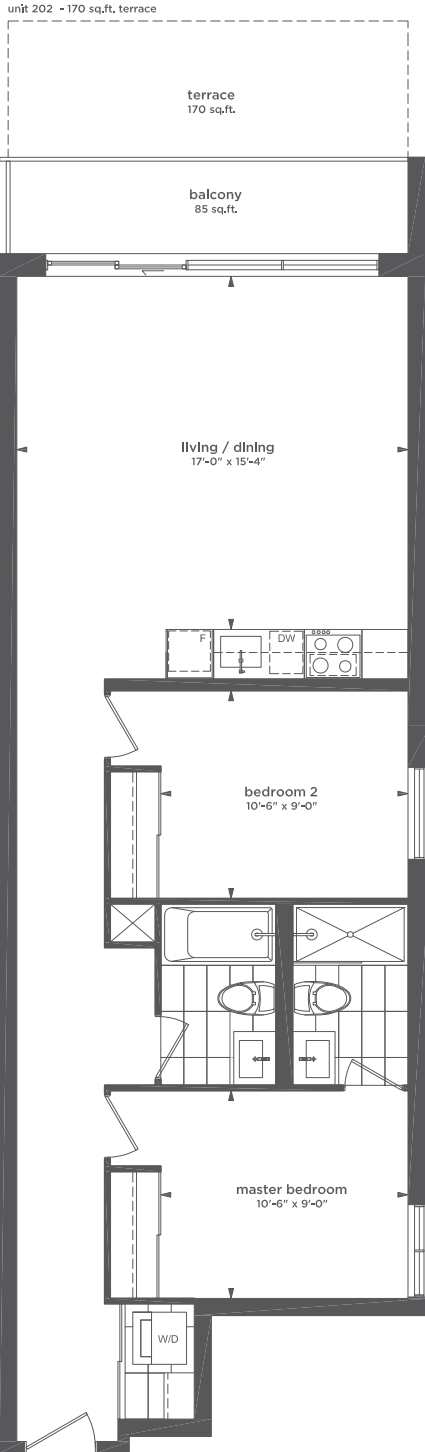 unit 202 - 170 sq.ft. terrace
terrace
170 sq.ft.
balcony
85 sq.ft.
living / dining
17'-0" x 15'-4"
F
DW
bedroom 2
10'-6" x 9'-0"
master bedroom
10'-6" x 9'-0"
W/D